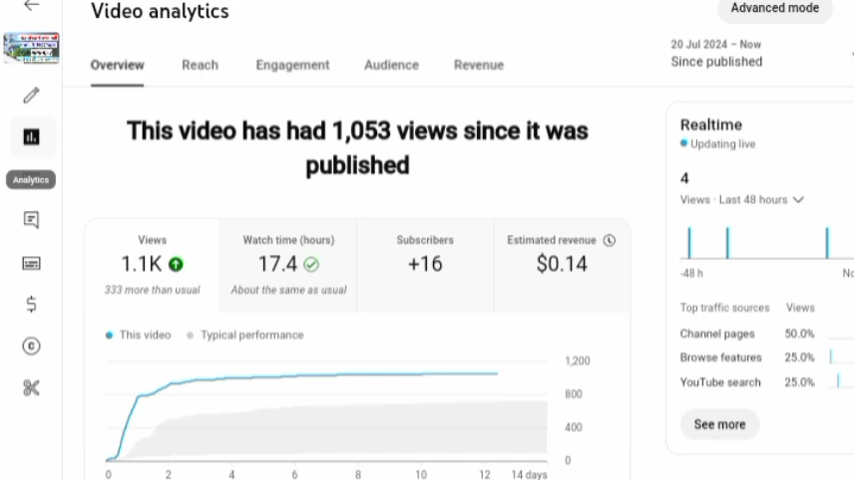 Video analytics
Advanced mode
Overview
Reach
Engagement
Audience
Revenue
20 Jul 2024 – Now
Since published
Analytics
This video has had 1,053 views since it was
published
Views
1.1K
333 more than usual
Watch time (hours)
17.4
About the same as usual
Subscribers
+16
Estimated revenue
$0.14
This video
Typical performance
1,200
800
400
0
0 2 4 6 8 10 12 14 days
Realtime
Updating live
4
Views · Last 48 hours
-48 h
Top traffic sources Views
Channel pages 50.0%
Browse features 25.0%
YouTube search 25.0%
See more